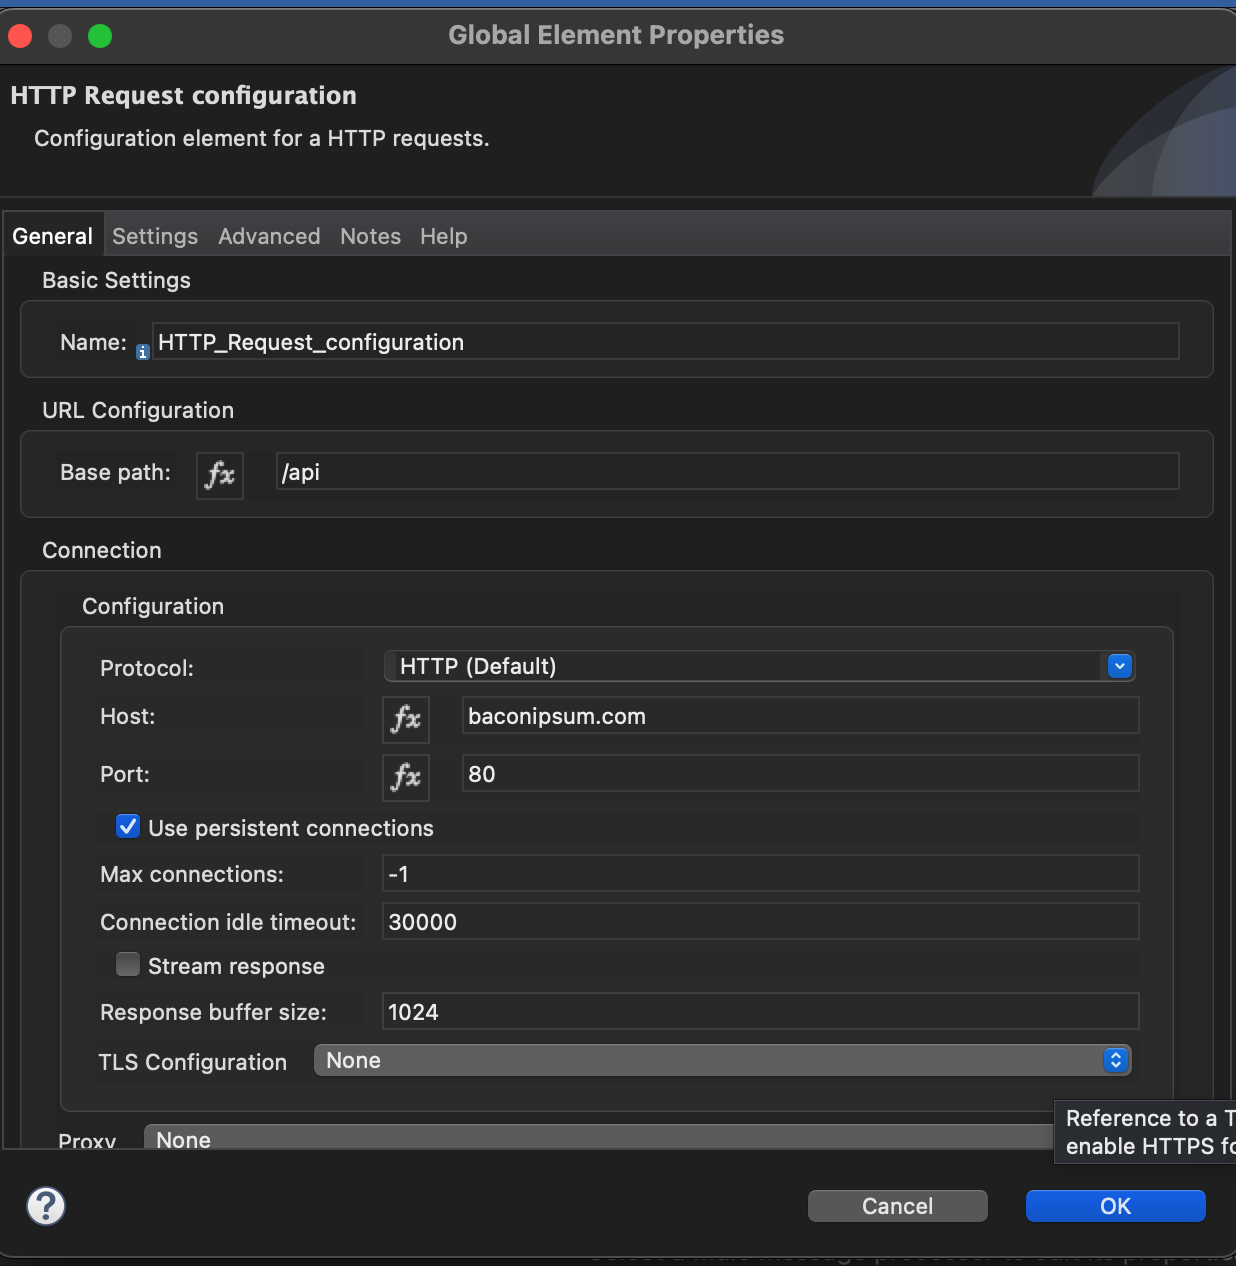 Global Element Properties
HTTP Request configuration
Configuration element for a HTTP requests.
General Settings Advanced Notes Help
Basic Settings
Name: HTTP_Request_configuration
URL Configuration
Base path: fx /api
Connection
Configuration
Protocol: HTTP (Default)
Host: fx baconipsum.com
Port: fx 80
Use persistent connections
Max connections: -1
Connection idle timeout: 30000
Stream response
Response buffer size: 1024
TLS Configuration None
Reference to a T
enable HTTPS fo
Proxy None
? Cancel OK